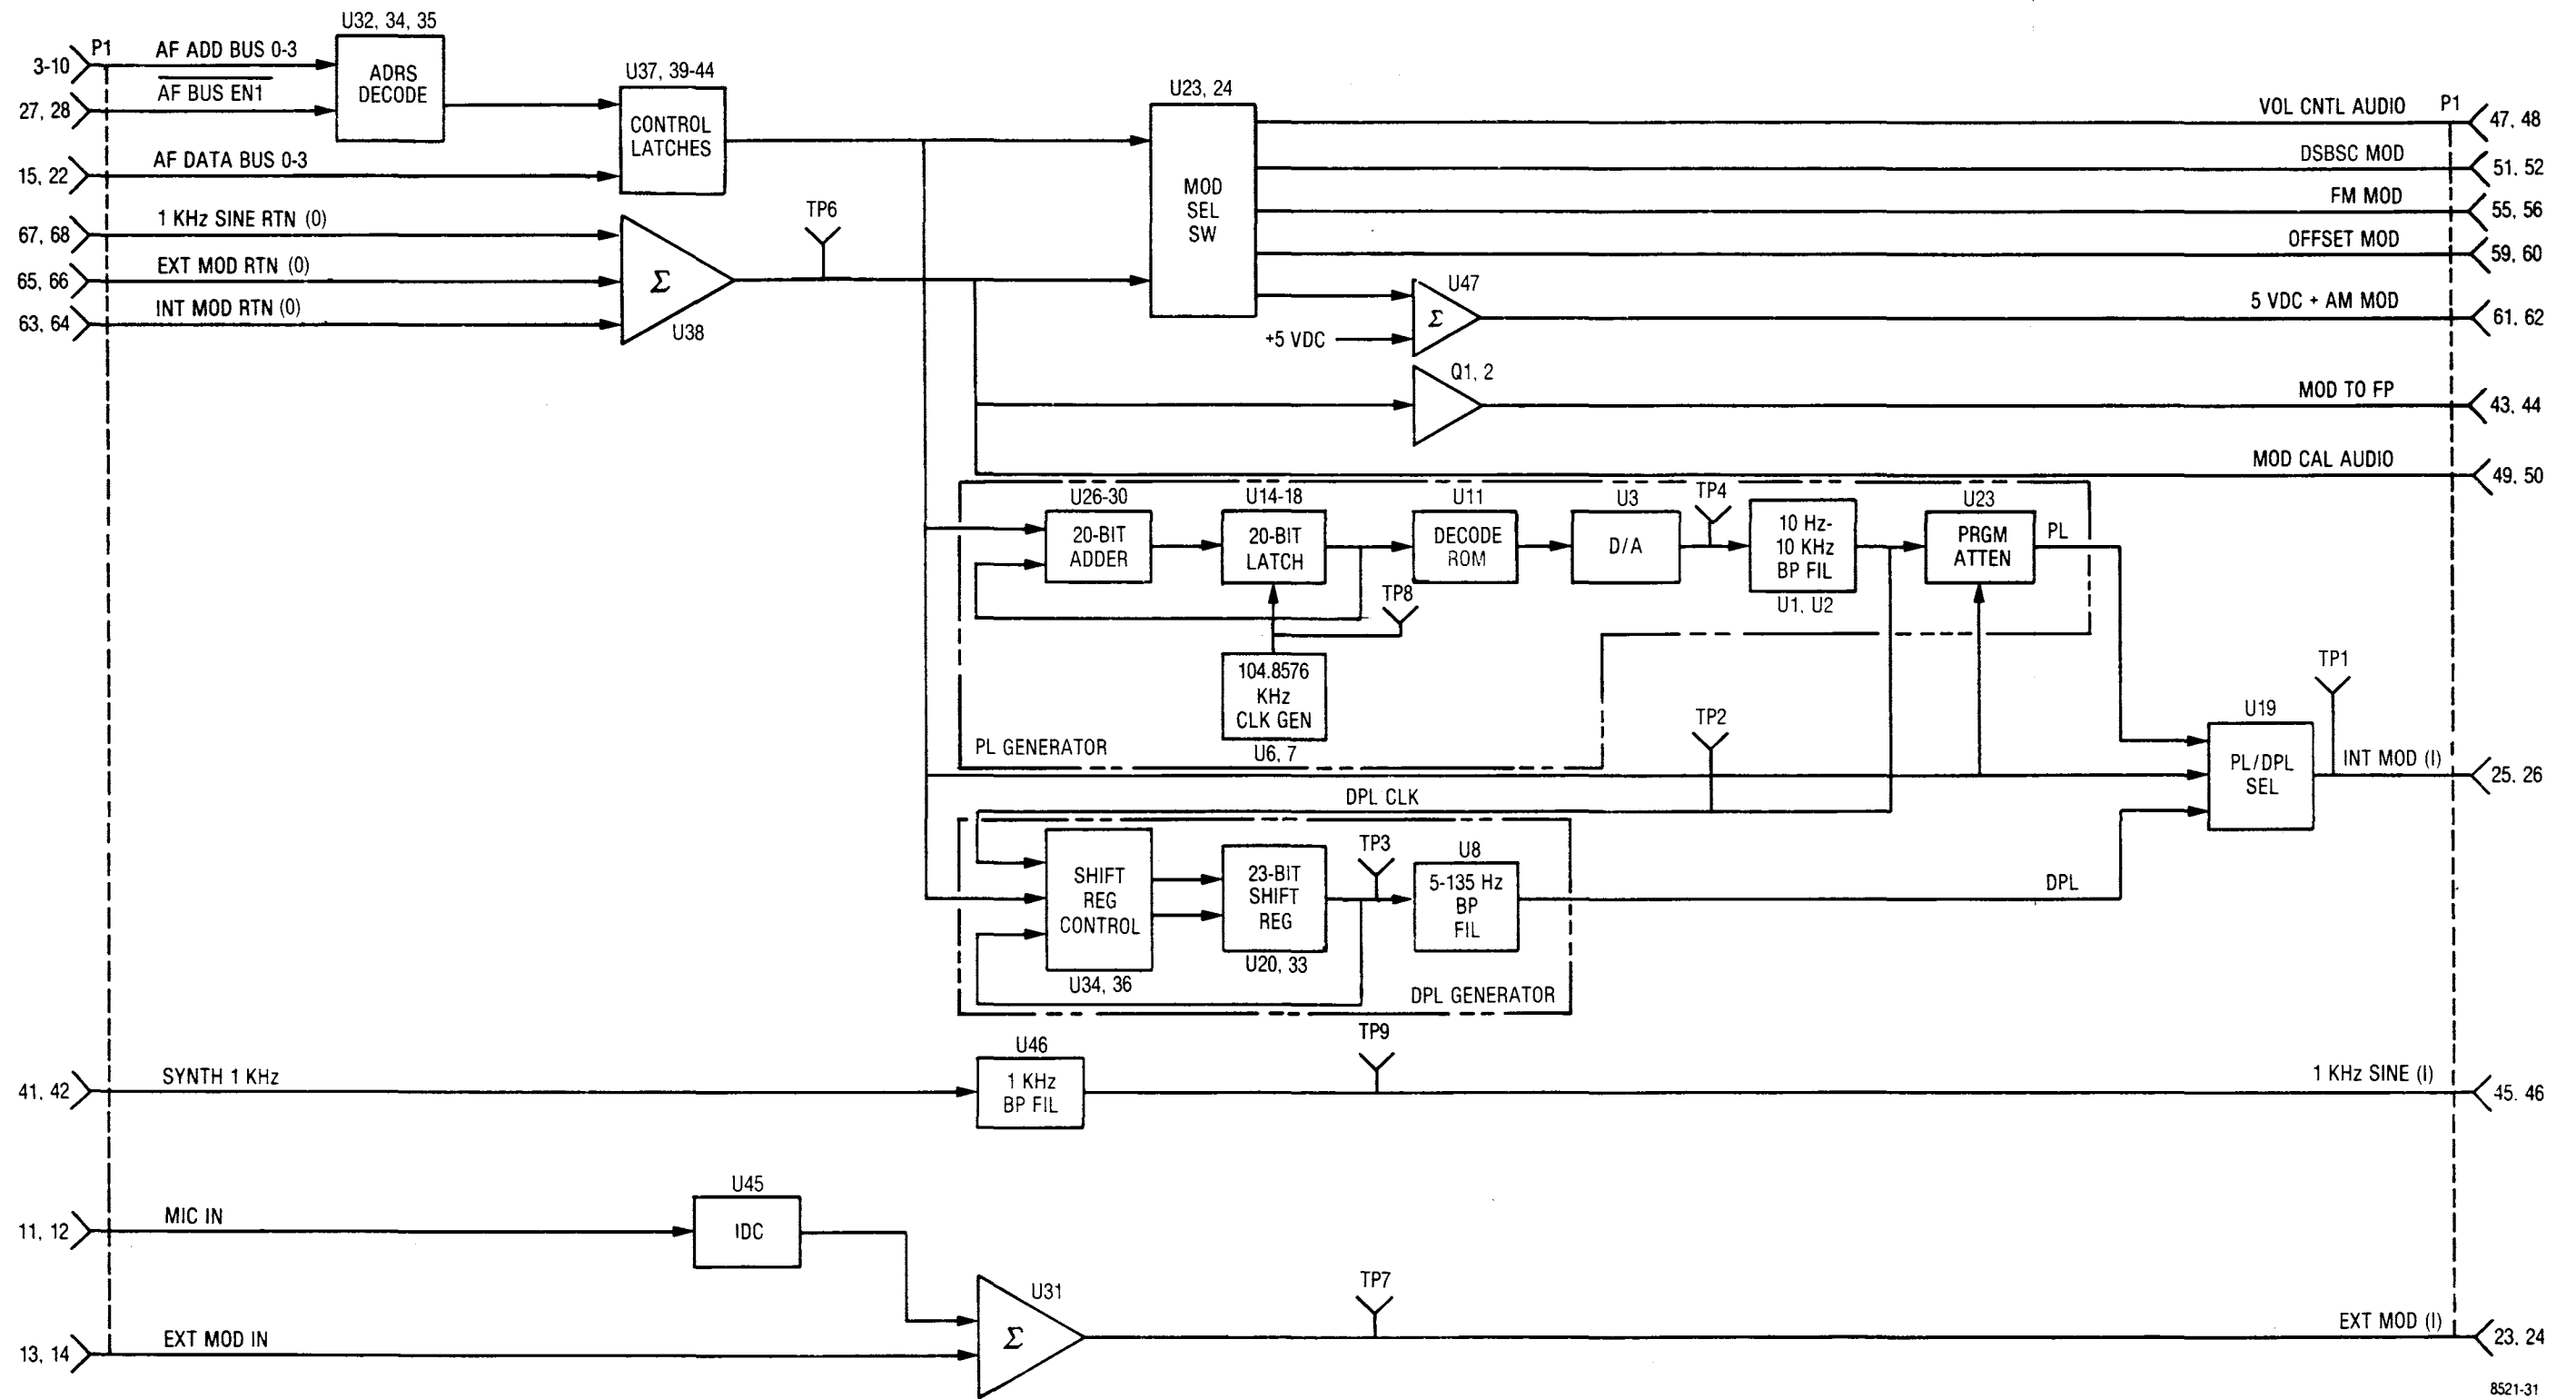 U32, 34, 35
P1
3-10
AF ADD BUS 0-3
ADRS
DECODE
27, 28
AF BUS EN1
U37, 39-44
CONTROL
LATCHES
15, 22
AF DATA BUS 0-3
67, 68
1 KHz SINE RTN (0)
65, 66
EXT MOD RTN (0)
63, 64
INT MOD RTN (0)
Σ
U38
TP6
U23, 24
MOD
SEL
SW
VOL CNTL AUDIO
P1
47, 48
DSBSC MOD
51, 52
FM MOD
55, 56
OFFSET MOD
59, 60
U47
Σ
+5 VDC
5 VDC + AM MOD
61, 62
Q1, 2
MOD TO FP
43, 44
MOD CAL AUDIO
49, 50
U26-30
20-BIT
ADDER
U14-18
20-BIT
LATCH
U11
DECODE
ROM
U3
D/A
TP4
10 Hz-
10 KHz
BP FIL
U1, U2
U23
PRGM
ATTEN
PL
TP8
104.8576
KHz
CLK GEN
U6, 7
PL GENERATOR
TP2
DPL CLK
U19
PL/DPL
SEL
TP1
INT MOD (I)
25, 26
SHIFT
REG
CONTROL
U34, 36
23-BIT
SHIFT
REG
U20, 33
TP3
U8
5-135 Hz
BP
FIL
DPL
DPL GENERATOR
41, 42
SYNTH 1 KHz
U46
1 KHz
BP FIL
TP9
1 KHz SINE (I)
45, 46
11, 12
MIC IN
U45
IDC
13, 14
EXT MOD IN
U31
Σ
TP7
EXT MOD (I)
23, 24
8521-31